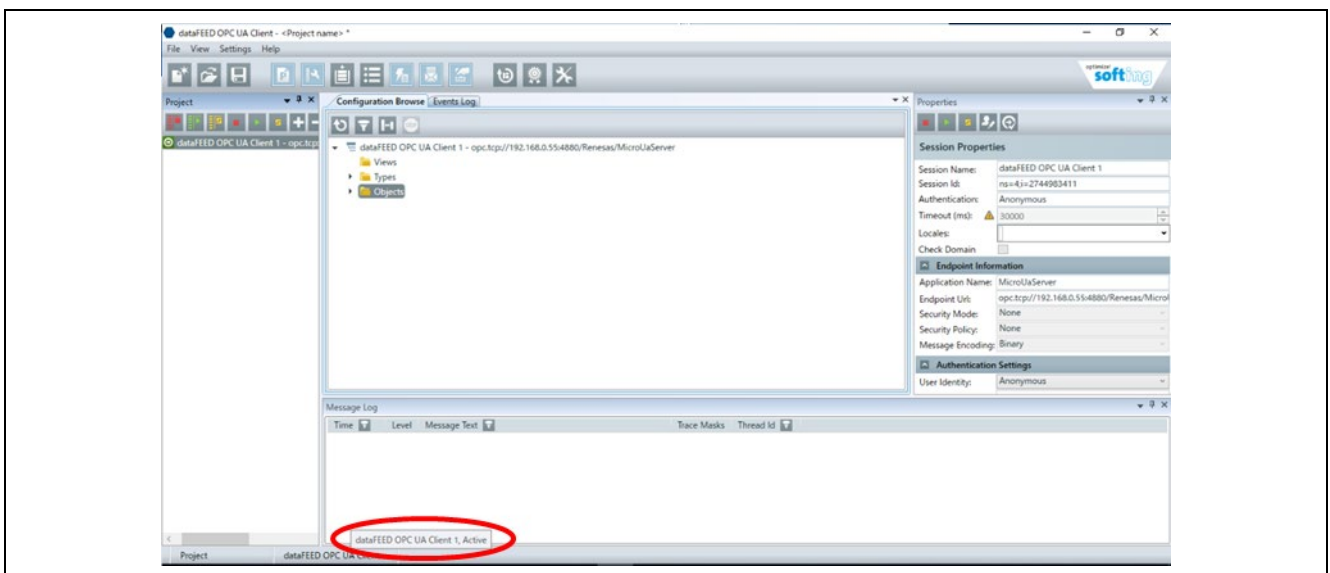 dataFEED OPC UA Client - <Project name> *
File View Settings Help
optimize!
softing
Project
dataFEED OPC UA Client 1 - opc.tcp
Configuration Browse
Events Log
dataFEED OPC UA Client 1 - opc.tcp://192.168.0.55:4880/Renesas/MicroUaServer
Views
Types
Objects
Properties
Session Properties
Session Name: dataFEED OPC UA Client 1
Session Id: ns=4;i=2744983411
Authentication: Anonymous
Timeout (ms): 30000
Locales:
Check Domain
Endpoint Information
Application Name: MicroUaServer
Endpoint Url: opc.tcp://192.168.0.55:4880/Renesas/Micro
Security Mode: None
Security Policy: None
Message Encoding: Binary
Authentication Settings
User Identity: Anonymous
Message Log
Time Level Message Text Trace Masks Thread Id
dataFEED OPC UA Client 1, Active
Project dataFEED OPC UA